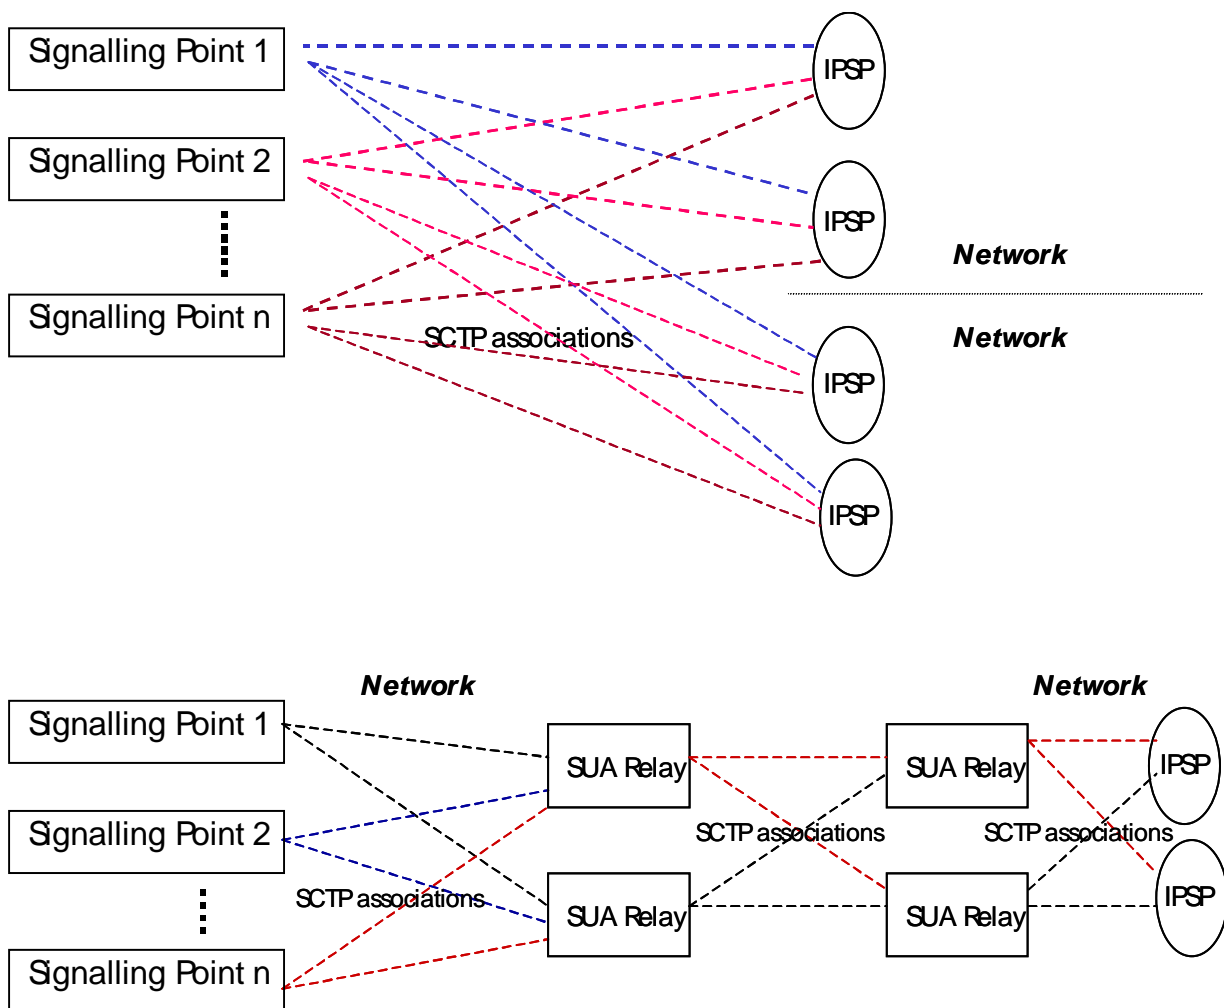 Signalling Point 1
IPSP
Signalling Point 2
IPSP
Network
Signalling Point n
SCTP associations
Network
IPSP
IPSP
Network
Network
Signalling Point 1
SUA Relay
SUA Relay
IPSP
Signalling Point 2
SCTP associations
SCTP associations
SCTP associations
SUA Relay
SUA Relay
IPSP
Signalling Point n